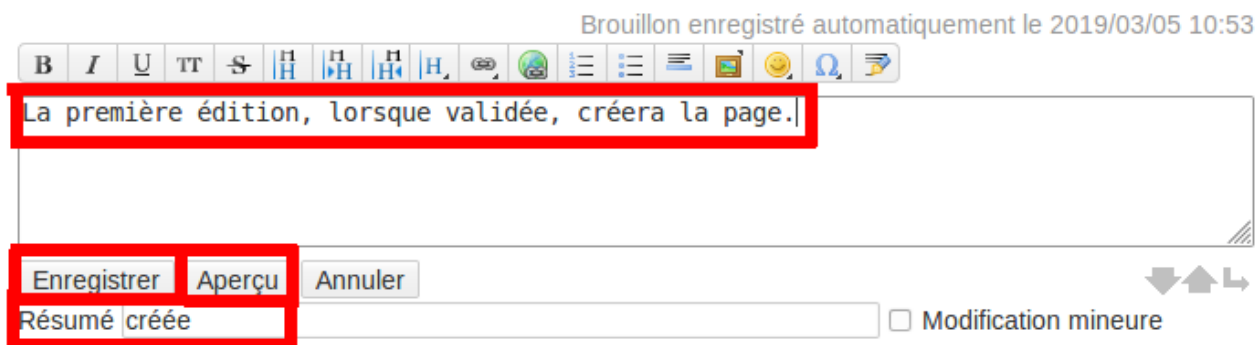 Brouillon enregistré automatiquement le 2019/03/05 10:53
B I U TT S H H H H Ω
La première édition, lorsque validée, créera la page.
Enregistrer Aperçu Annuler
Résumé créée Modification mineure